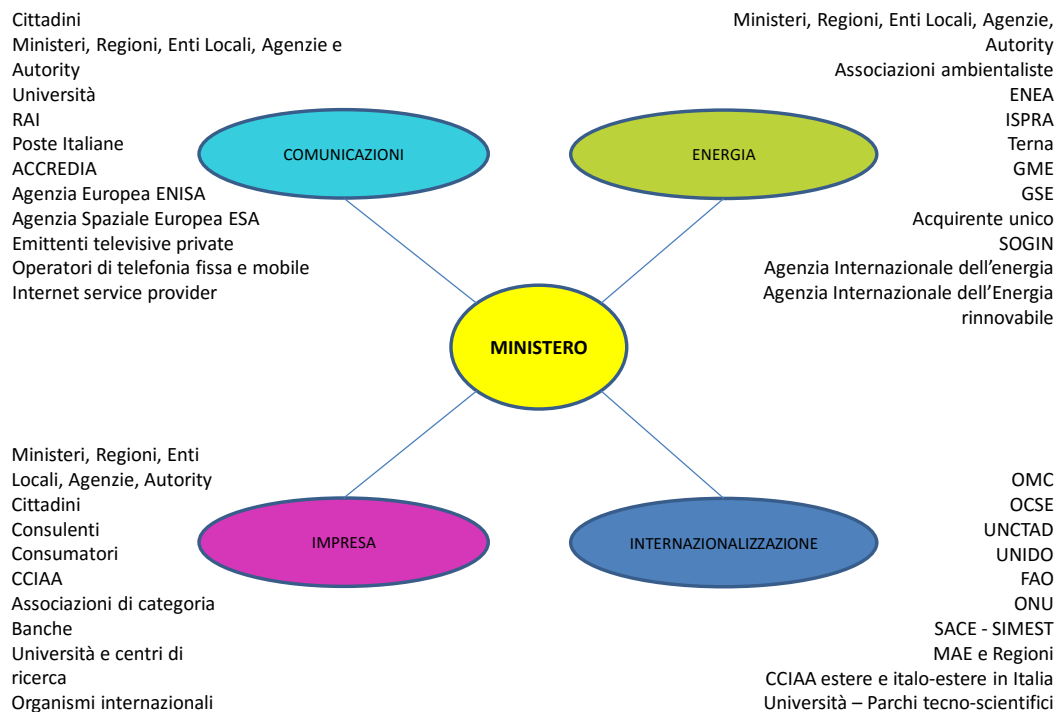 Cittadini
Ministeri, Regioni, Enti Locali, Agenzie e
Autority
Università
RAI
Poste Italiane
ACCREDIA
Agenzia Europea ENISA
Agenzia Spaziale Europea ESA
Emittenti televisive private
Operatori di telefonia fissa e mobile
Internet service provider
COMUNICAZIONI
Ministeri, Regioni, Enti Locali, Agenzie,
Autority
Associazioni ambientaliste
ENEA
ISPRA
Terna
GME
GSE
Acquirente unico
SOGIN
Agenzia Internazionale dell’energia
Agenzia Internazionale dell’Energia
rinnovabile
ENERGIA
MINISTERO
Ministeri, Regioni, Enti
Locali, Agenzie, Autority
Cittadini
Consulenti
Consumatori
CCIAA
Associazioni di categoria
Banche
Università e centri di
ricerca
Organismi internazionali
IMPRESA
INTERNAZIONALIZZAZIONE
OMC
OCSE
UNCTAD
UNIDO
FAO
ONU
SACE - SIMEST
MAE e Regioni
CCIAA estere e italo-estere in Italia
Università – Parchi tecno-scientifici